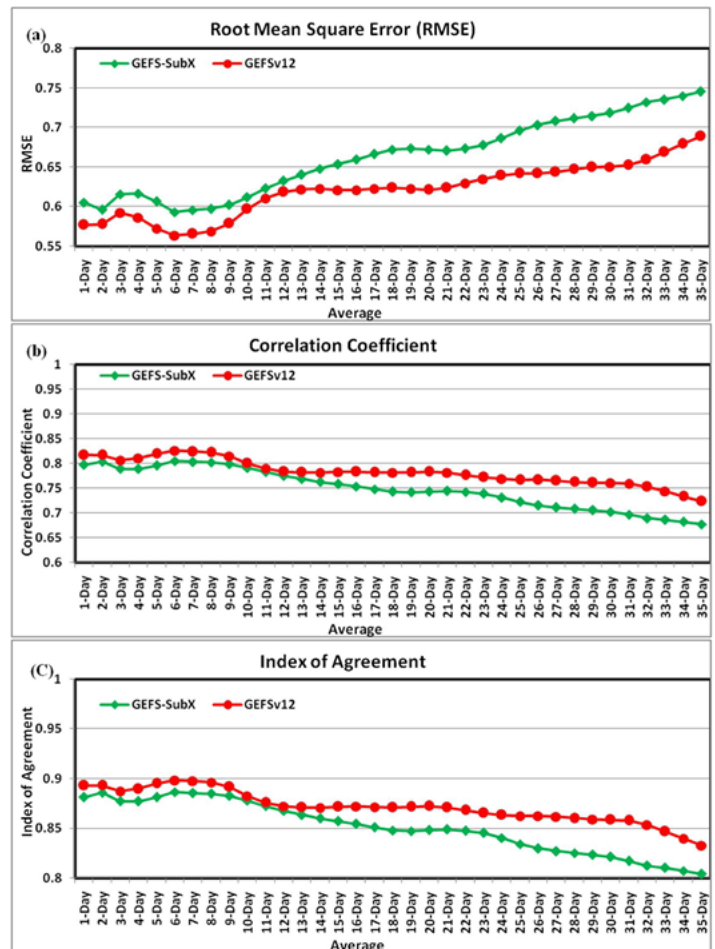 (a)
Root Mean Square Error (RMSE)
0.8
0.75
0.7
0.65
0.6
0.55
RMSE
GEFS-SubX GEFSv12
1-Day 2-Day 3-Day 4-Day 5-Day 6-Day 7-Day 8-Day 9-Day 10-Day 11-Day 12-Day 13-Day 14-Day 15-Day 16-Day 17-Day 18-Day 19-Day 20-Day 21-Day 22-Day 23-Day 24-Day 25-Day 26-Day 27-Day 28-Day 29-Day 30-Day 31-Day 32-Day 33-Day 34-Day 35-Day
Average
(b)
Correlation Coefficient
1
0.95
0.9
0.85
0.8
0.75
0.7
0.65
0.6
Correlation Coefficient
GEFS-SubX GEFSv12
1-Day 2-Day 3-Day 4-Day 5-Day 6-Day 7-Day 8-Day 9-Day 10-Day 11-Day 12-Day 13-Day 14-Day 15-Day 16-Day 17-Day 18-Day 19-Day 20-Day 21-Day 22-Day 23-Day 24-Day 25-Day 26-Day 27-Day 28-Day 29-Day 30-Day 31-Day 32-Day 33-Day 34-Day 35-Day
Average
(C)
Index of Agreement
1
0.95
0.9
0.85
0.8
Index of Agreement
GEFS-SubX GEFSv12
1-Day 2-Day 3-Day 4-Day 5-Day 6-Day 7-Day 8-Day 9-Day 10-Day 11-Day 12-Day 13-Day 14-Day 15-Day 16-Day 17-Day 18-Day 19-Day 20-Day 21-Day 22-Day 23-Day 24-Day 25-Day 26-Day 27-Day 28-Day 29-Day 30-Day 31-Day 32-Day 33-Day 34-Day 35-Day
Average